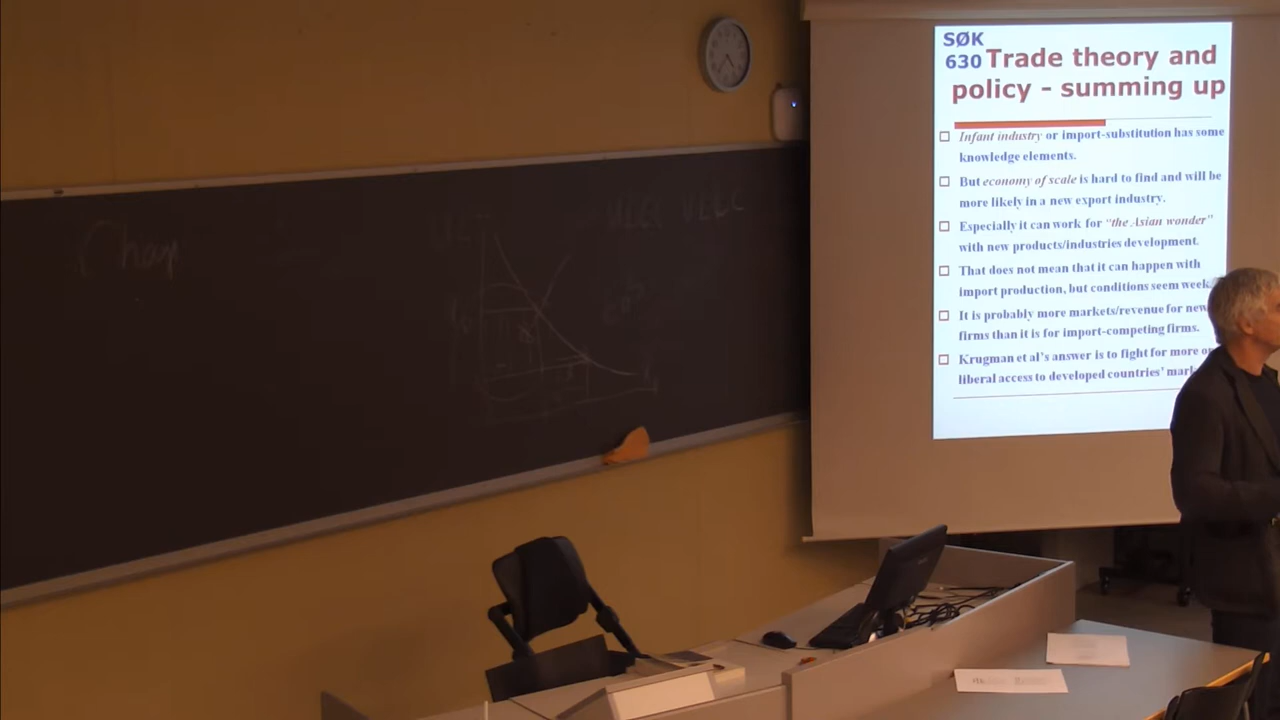 SØK
630 Trade theory and
policy - summing up
Infant industry or import-substitution has some
knowledge elements.
But economy of scale is hard to find and will be
more likely in a new export industry.
Especially it can work for "the Asian wonder"
with new products/industries development.
That does not mean that it can happen with
import production, but conditions seem week
It is probably more markets/revenue for new
firms than it is for import-competing firms.
Krugman et al's answer is to fight for more
liberal access to developed countries'
Chap